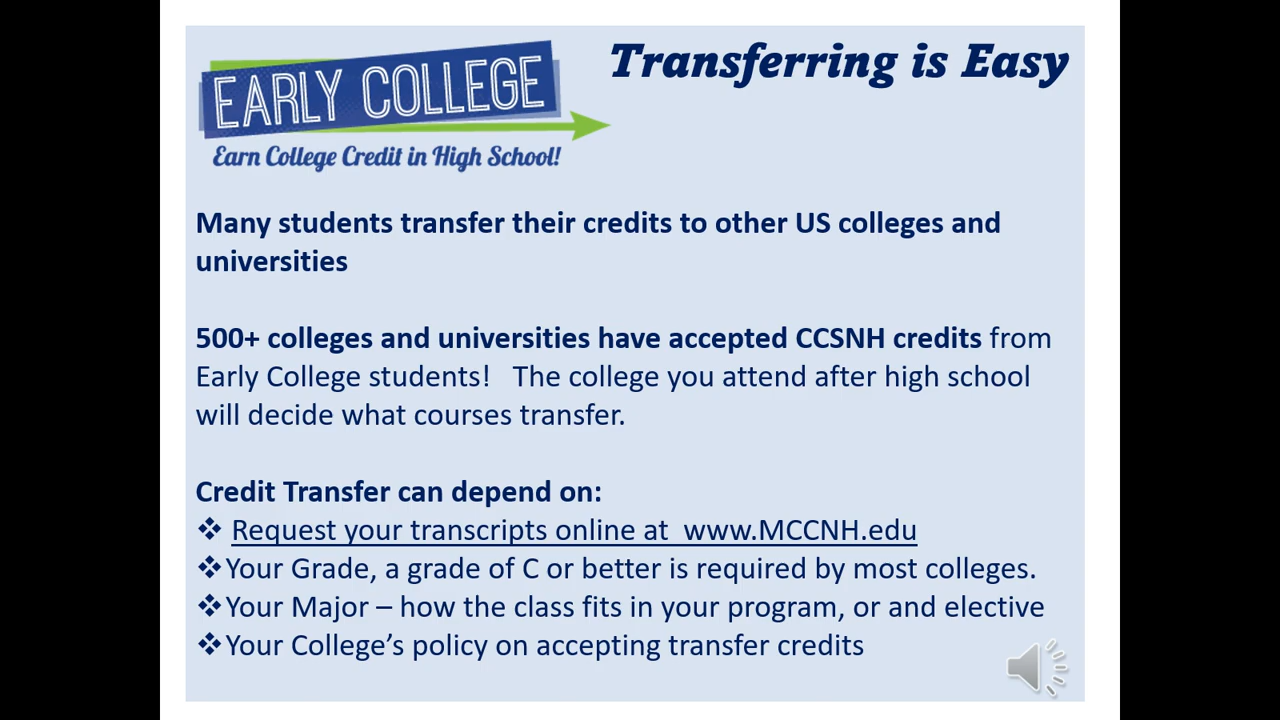 EARLY COLLEGE
Earn College Credit in High School!
Transferring is Easy
Many students transfer their credits to other US colleges and
universities
500+ colleges and universities have accepted CCSNH credits from
Early College students!   The college you attend after high school
will decide what courses transfer.
Credit Transfer can depend on:
❖ Request your transcripts online at  www.MCCNH.edu
❖Your Grade, a grade of C or better is required by most colleges.
❖Your Major – how the class fits in your program, or and elective
❖Your College’s policy on accepting transfer credits